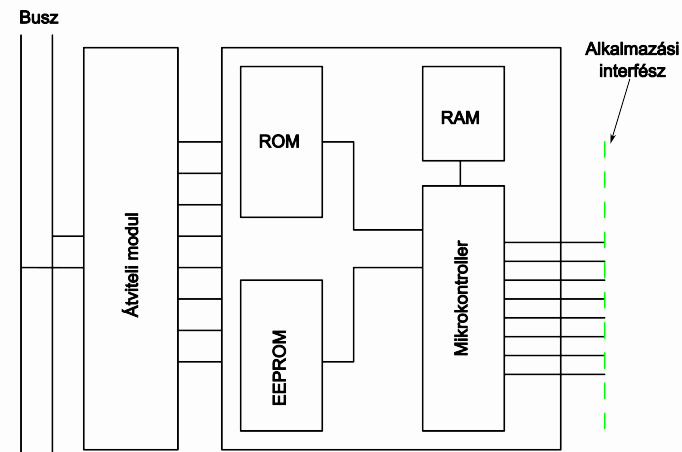 Busz
Alkalmazási
interfész
ROM
RAM
Átviteli modul
Mikrokontroller
EEPROM